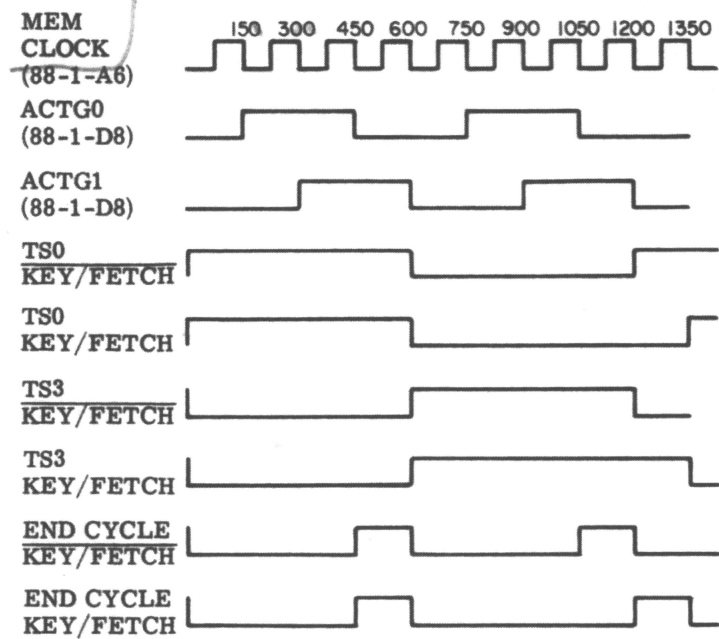 MEM
CLOCK
(88-1-A6)
150 300 450 600 750 900 1050 1200 1350
ACTG0
(88-1-D8)
ACTG1
(88-1-D8)
TS0
KEY/FETCH
TS0
KEY/FETCH
TS3
KEY/FETCH
TS3
KEY/FETCH
END CYCLE
KEY/FETCH
END CYCLE
KEY/FETCH